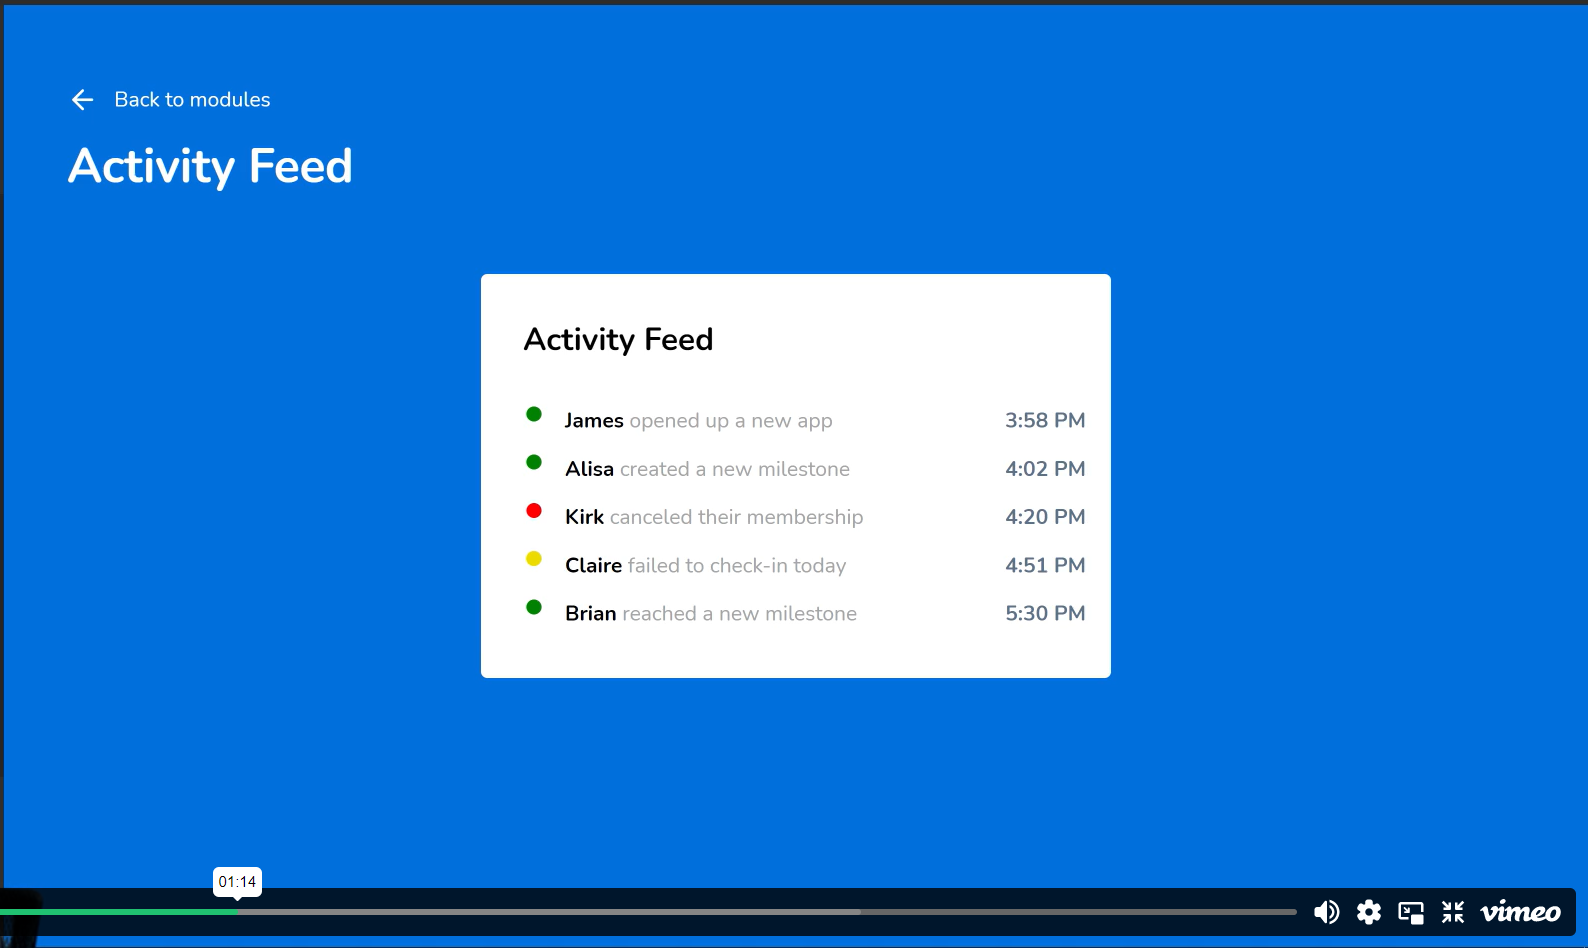 Back to modules
Activity Feed
Activity Feed
James opened up a new app 3:58 PM
Alisa created a new milestone 4:02 PM
Kirk canceled their membership 4:20 PM
Claire failed to check-in today 4:51 PM
Brian reached a new milestone 5:30 PM
01:14
vimeo